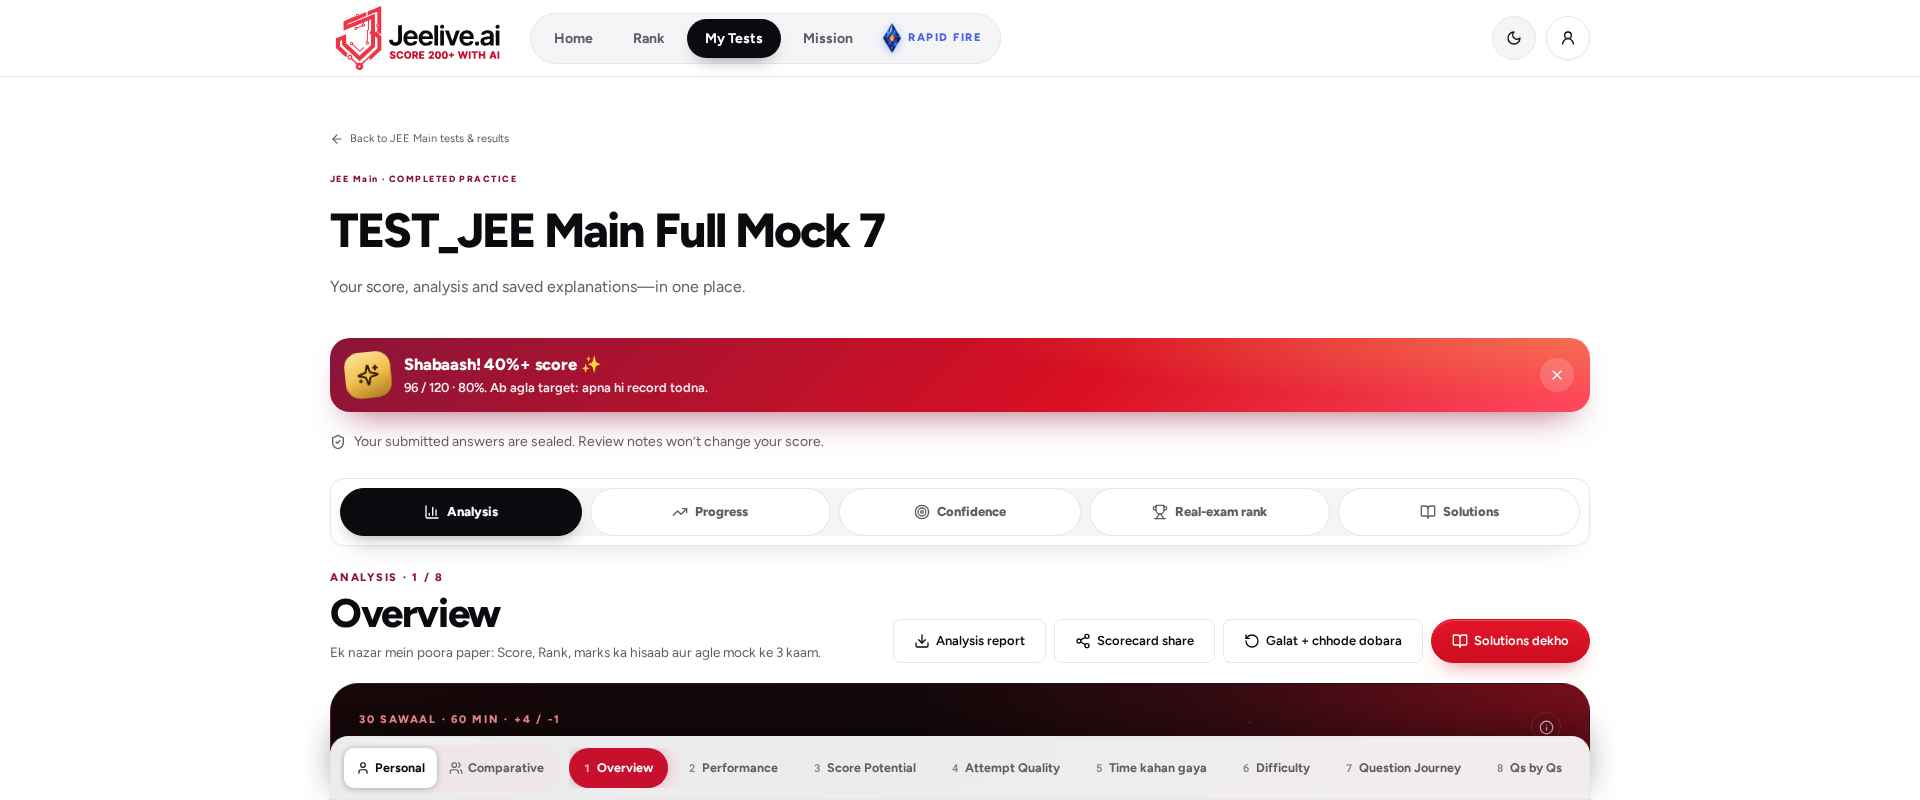 Jeelive.ai
SCORE 200+ WITH AI
Home
Rank
My Tests
Mission
RAPID FIRE
Back to JEE Main tests & results
JEE Main · COMPLETED PRACTICE
TEST_JEE Main Full Mock 7
Your score, analysis and saved explanations—in one place.
Shabaash! 40%+ score ✨
96 / 120 · 80%. Ab agla target: apna hi record todna.
Your submitted answers are sealed. Review notes won't change your score.
Analysis
Progress
Confidence
Real-exam rank
Solutions
ANALYSIS · 1 / 8
Overview
Ek nazar mein poora paper: Score, Rank, marks ka hisaab aur agle mock ke 3 kaam.
Analysis report
Scorecard share
Galat + chhode dobara
Solutions dekho
30 SAWAAL · 60 MIN · +4 / -1
Personal
Comparative
1 Overview
2 Performance
3 Score Potential
4 Attempt Quality
5 Time kahan gaya
6 Difficulty
7 Question Journey
8 Qs by Qs